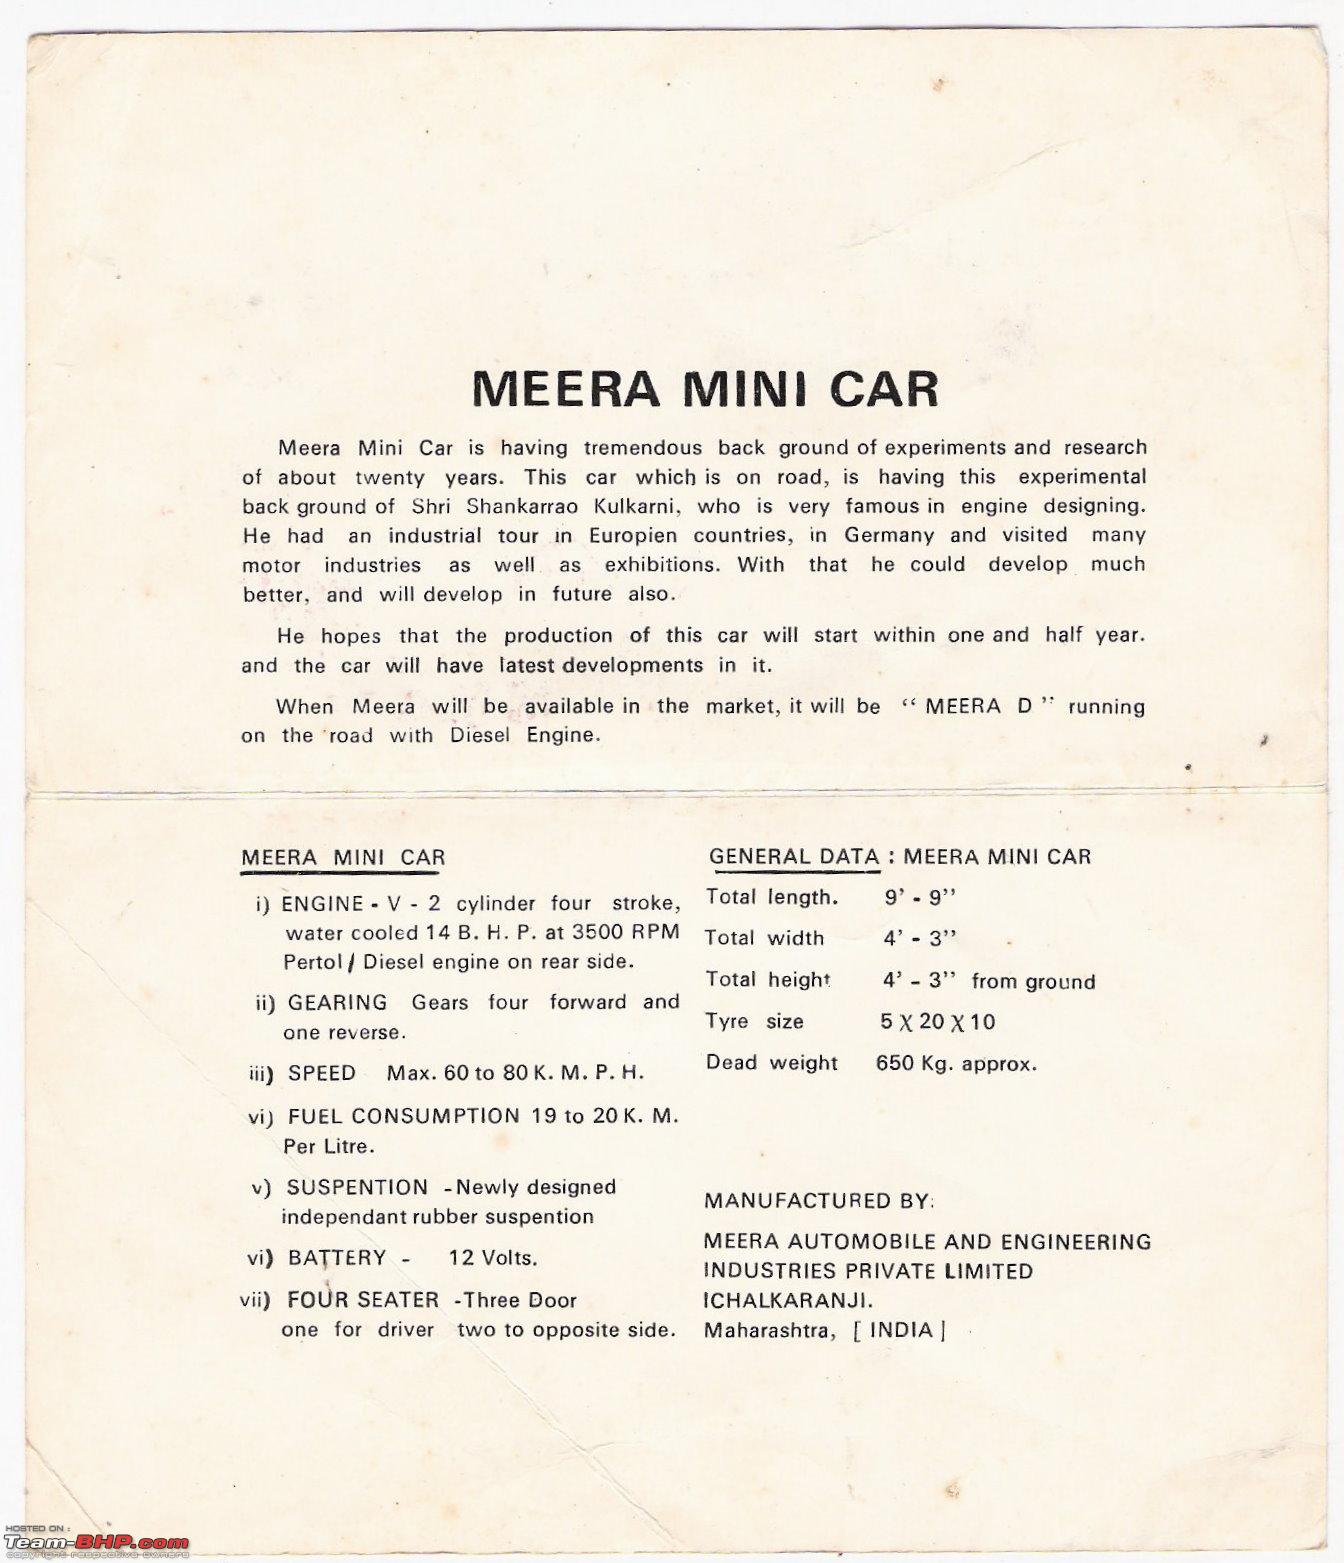 MEERA MINI CAR
Meera Mini Car is having tremendous back ground of experiments and research
of about twenty years. This car which is on road, is having this experimental
back ground of Shri Shankarrao Kulkarni, who is very famous in engine designing.
He had an industrial tour in Europien countries, in Germany and visited many
motor industries as well as exhibitions. With that he could develop much
better, and will develop in future also.
He hopes that the production of this car will start within one and half year.
and the car will have latest developments in it.
When Meera will be available in the market, it will be “ MEERA D ” running
on the road with Diesel Engine.
MEERA MINI CAR
i) ENGINE - V - 2 cylinder four stroke,
water cooled 14 B. H. P. at 3500 RPM
Pertol / Diesel engine on rear side.
ii) GEARING Gears four forward and
one reverse.
iii) SPEED Max. 60 to 80 K. M. P. H.
vi) FUEL CONSUMPTION 19 to 20 K. M.
Per Litre.
v) SUSPENTION - Newly designed
independant rubber suspention
vi) BATTERY - 12 Volts.
vii) FOUR SEATER - Three Door
one for driver two to opposite side.
GENERAL DATA : MEERA MINI CAR
Total length. 9’ - 9’’
Total width 4’ - 3’’
Total height 4’ - 3’’ from ground
Tyre size 5 X 20 X 10
Dead weight 650 Kg. approx.
MANUFACTURED BY:
MEERA AUTOMOBILE AND ENGINEERING
INDUSTRIES PRIVATE LIMITED
ICHALKARANJI.
Maharashtra, [ INDIA ]
HOSTED ON :
Team-BHP.com
copyright respective owners